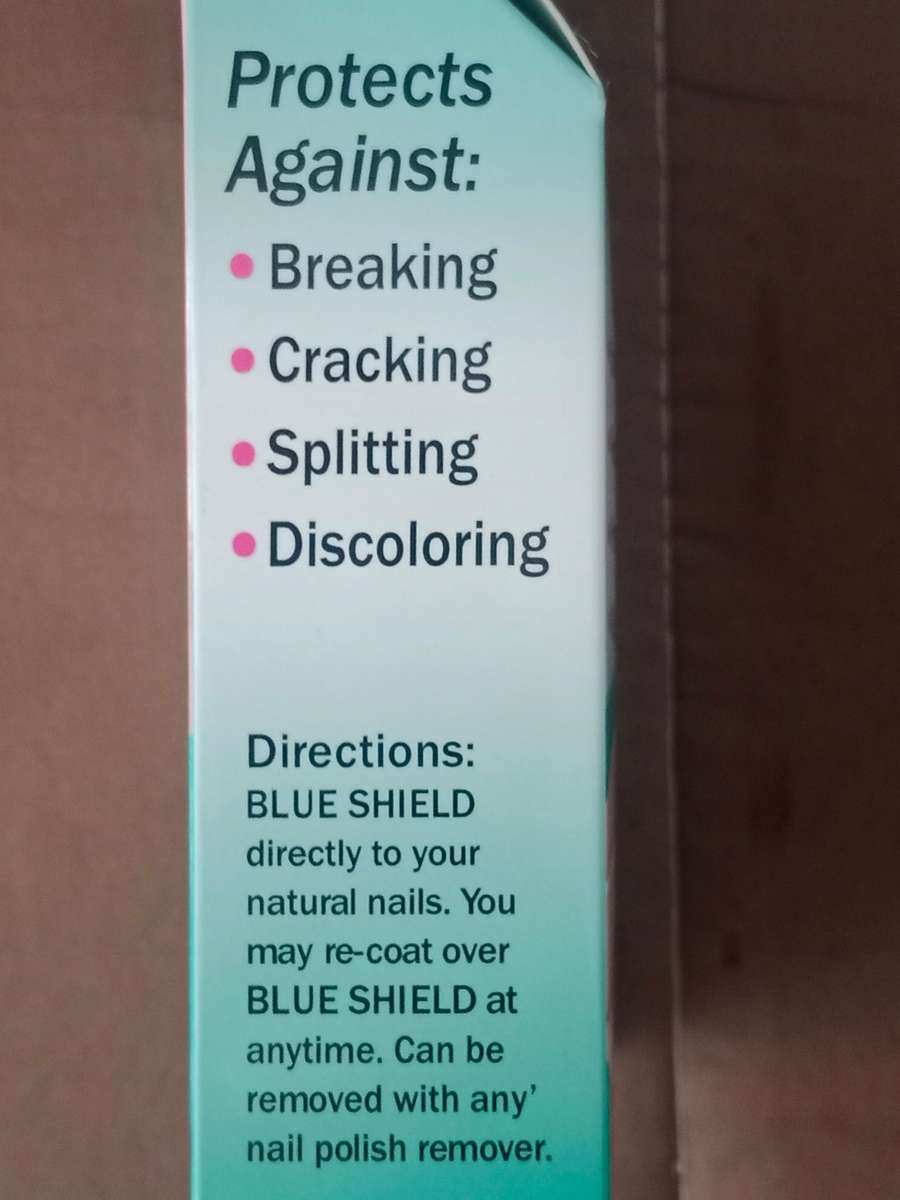 Protects
Against:
• Breaking
• Cracking
• Splitting
• Discoloring
Directions:
BLUE SHIELD
directly to your
natural nails. You
may re-coat over
BLUE SHIELD at
anytime. Can be
removed with any’
nail polish remover.